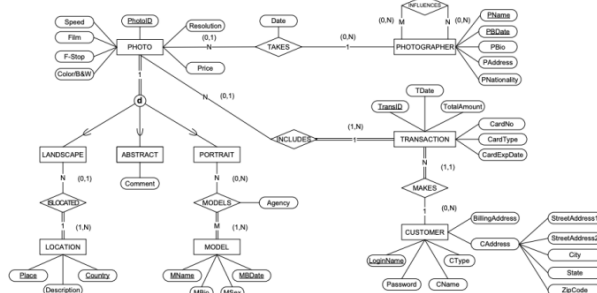 INFLUENCES
Speed
PhotoID
Resolution
Date
(0,N)
M
N
(0,N)
PName
Film
(0,1)
(0,N)
PBDate
F-Stop
PHOTO
N
TAKES
1
PHOTOGRAPHER
PBio
Color/B&W
Price
PAddress
PNationality
1
TDate
d
N
(0,1)
TransID
TotalAmount
CardNo
(1,N)
INCLUDES
1
TRANSACTION
CardType
CardExpDate
LANDSCAPE
ABSTRACT
PORTRAIT
N
(0,1)
N
(0,N)
N
(1,1)
Comment
MAKES
MODELS
Agency
(0,N)
1
BillingAddress
StreetAddress1
1
(1,N)
M
(1,N)
CUSTOMER
CAddress
StreetAddress2
LOCATION
MODEL
City
LoginName
CType
State
Place
Country
MName
MBDate
Password
CName
ZipCode
Description
MBio
MSex